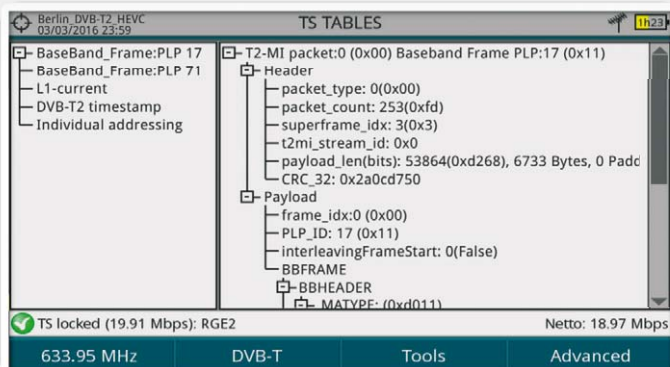 Berlin_DVB-T2_HEVC
03/03/2016 23:59
TS TABLES
1h23
BaseBand_Frame:PLP 17
BaseBand_Frame:PLP 71
L1-current
DVB-T2 timestamp
Individual addressing
T2-MI packet:0 (0x00) Baseband Frame PLP:17 (0x11)
Header
packet_type: 0(0x00)
packet_count: 253(0xfd)
superframe_idx: 3(0x3)
t2mi_stream_id: 0x0
payload_len(bits): 53864(0xd268), 6733 Bytes, 0 Padd
CRC_32: 0x2a0cd750
Payload
frame_idx:0 (0x00)
PLP_ID: 17 (0x11)
interleavingFrameStart: 0(False)
BBFRAME
BBHEADER
MATYPE: (0xd011)
TS locked (19.91 Mbps): RGE2
Netto: 18.97 Mbps
633.95 MHz
DVB-T
Tools
Advanced